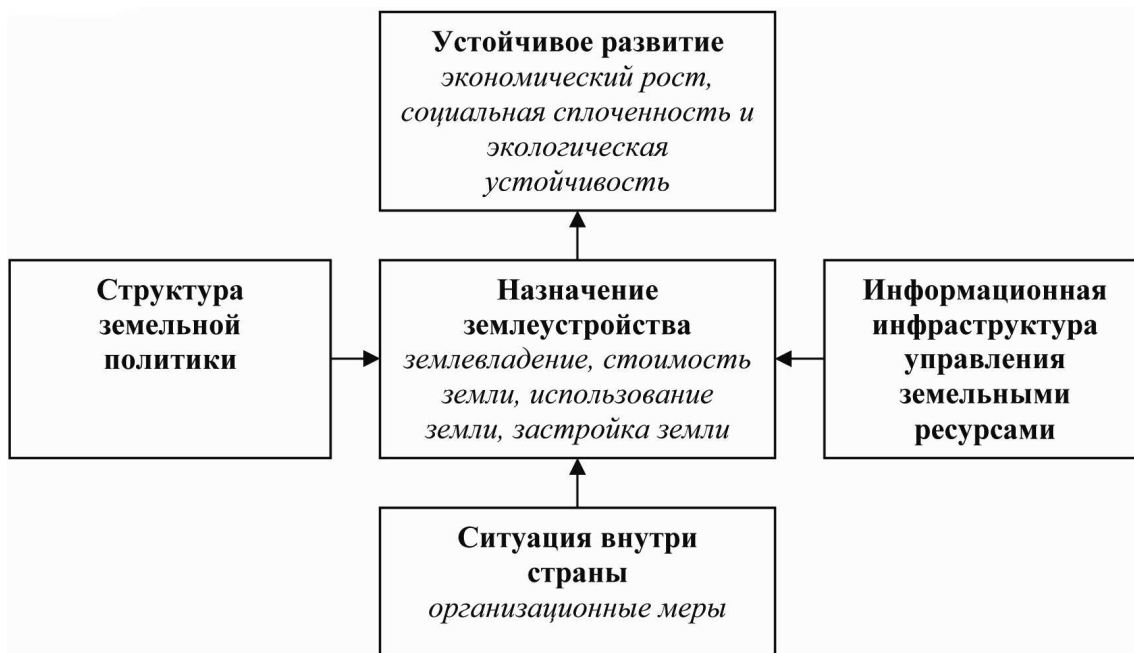 Устойчивое развитие
экономический рост,
социальная сплоченность и
экологическая
устойчивость
Структура
земельной
политики
Назначение
землеустройства
землевладение, стоимость
земли, использование
земли, застройка земли
Информационная
инфраструктура
управления
земельными
ресурсами
Ситуация внутри
страны
организационные меры